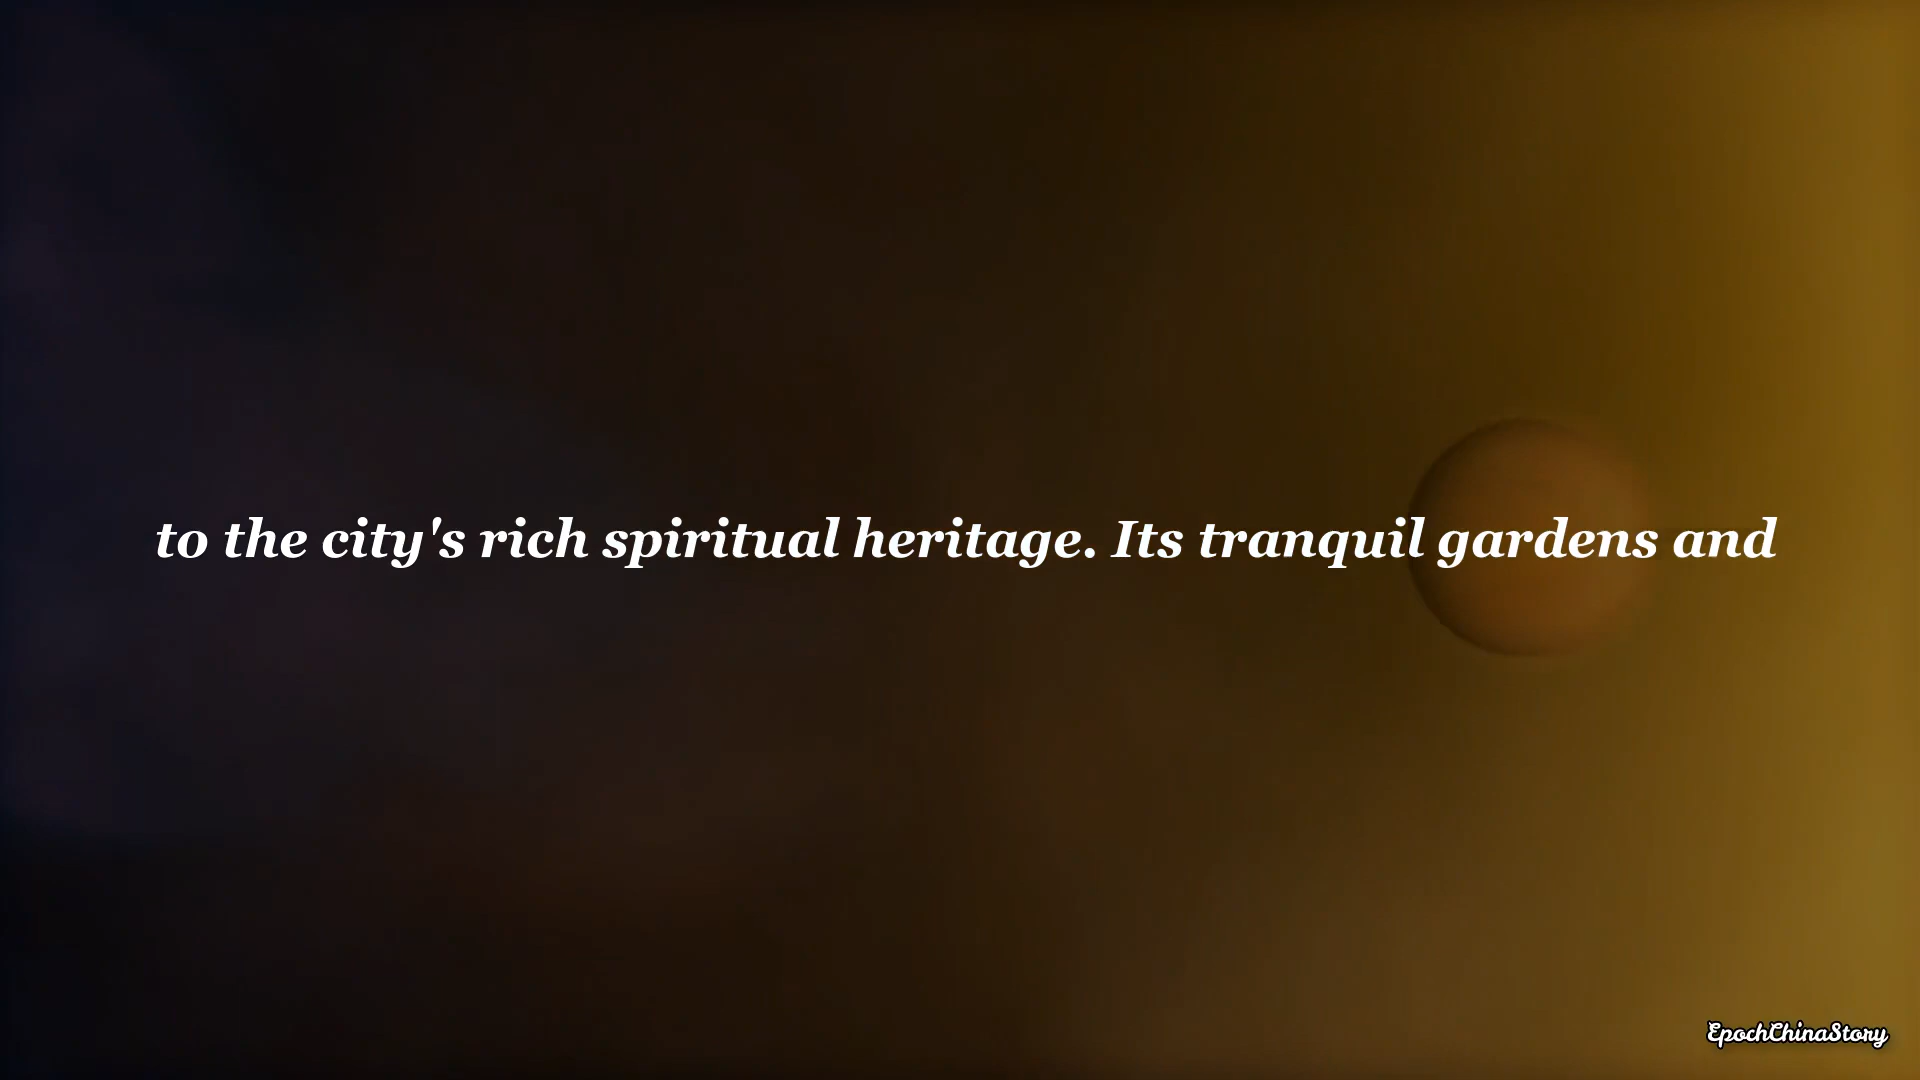 to the city's rich spiritual heritage. Its tranquil gardens and
EpochChinaStory